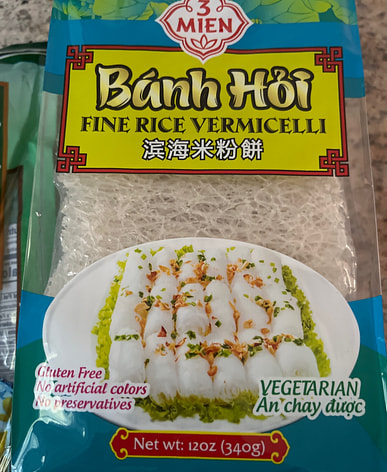 3
MIEN
Bánh Hỏi
FINE RICE VERMICELLI
滨海米粉餅
Gluten Free
No artificial colors
No preservatives
VEGETARIAN
Ăn chay được
Net wt: 12oz (340g)